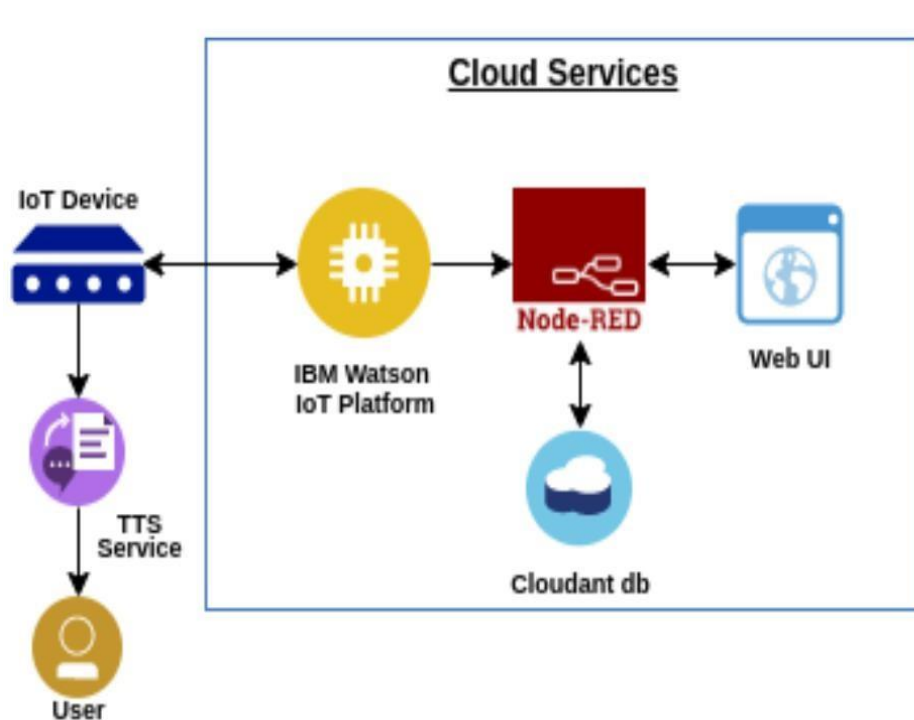 Cloud Services
IoT Device
Node-RED
IBM Watson
IoT Platform
Web UI
TTS
Service
Cloudant db
User